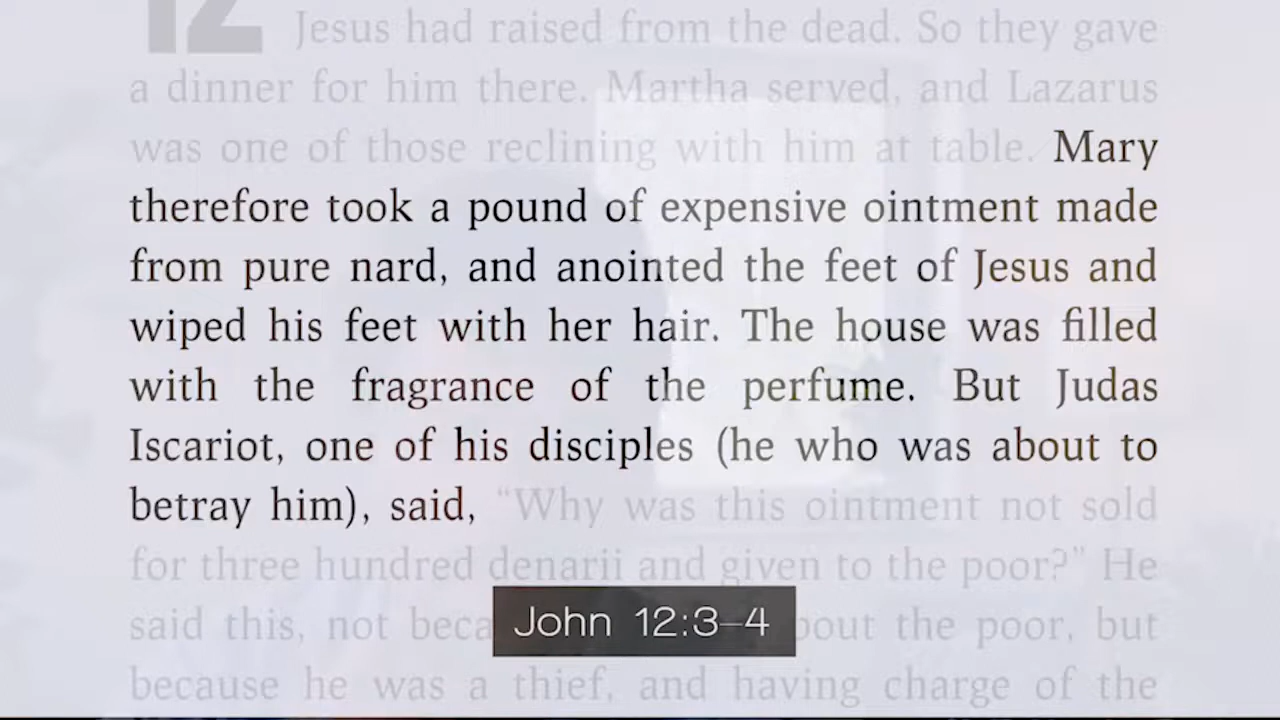 12 Jesus had raised from the dead. So they gave
a dinner for him there. Martha served, and Lazarus
was one of those reclining with him at table. Mary
therefore took a pound of expensive ointment made
from pure nard, and anointed the feet of Jesus and
wiped his feet with her hair. The house was filled
with the fragrance of the perfume. But Judas
Iscariot, one of his disciples (he who was about to
betray him), said, “Why was this ointment not sold
for three hundred denarii and given to the poor?” He
said this, not about the poor, but
John 12:3–4
because he was a thief, and having charge of the